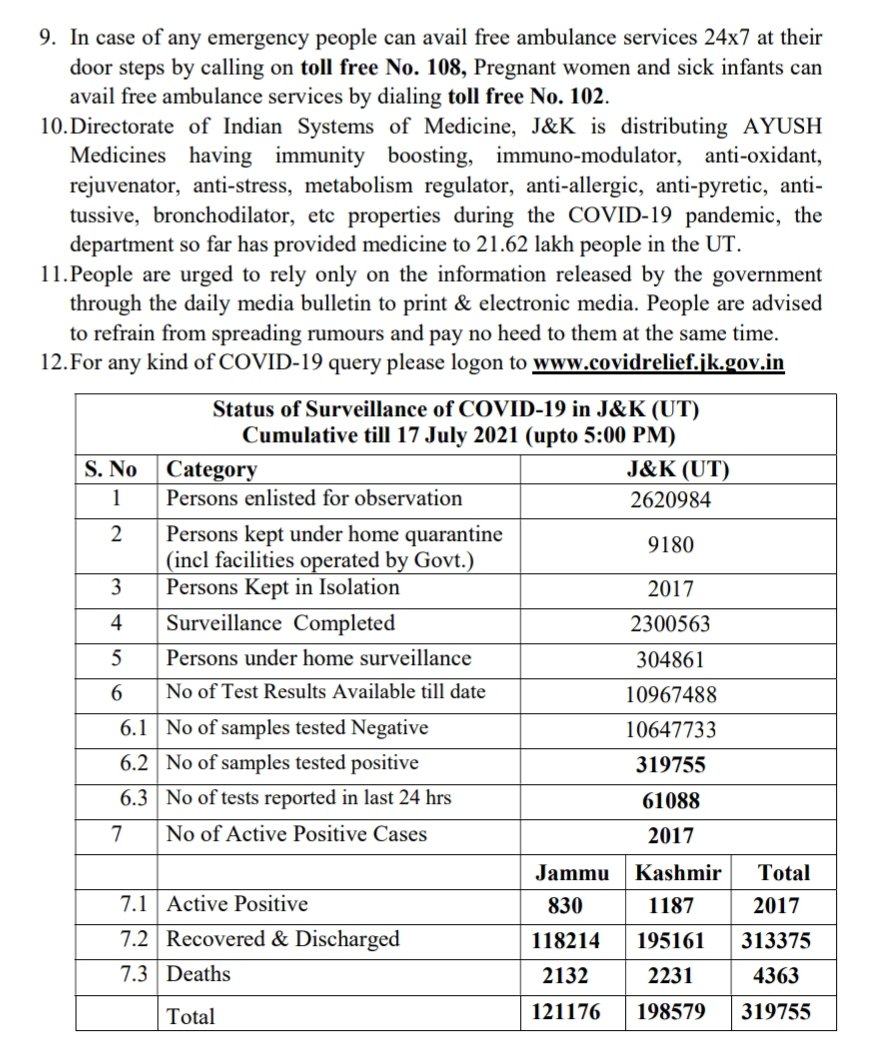 9. In case of any emergency people can avail free ambulance services 24x7 at their
door steps by calling on toll free No. 108, Pregnant women and sick infants can
avail free ambulance services by dialing toll free No. 102.
10.Directorate of Indian Systems of Medicine, J&K is distributing AYUSH
Medicines having immunity boosting, immuno-modulator, anti-oxidant,
rejuvenator, anti-stress, metabolism regulator, anti-allergic, anti-pyretic, anti-
tussive, bronchodilator, etc properties during the COVID-19 pandemic, the
department so far has provided medicine to 21.62 lakh people in the UT.
11.People are urged to rely only on the information released by the government
through the daily media bulletin to print & electronic media. People are advised
to refrain from spreading rumours and pay no heed to them at the same time.
12.For any kind of COVID-19 query please logon to www.covidrelief.jk.gov.in
Status of Surveillance of COVID-19 in J&K (UT)
Cumulative till 17 July 2021 (upto 5:00 PM)
S. No Category J&K (UT)
1 Persons enlisted for observation 2620984
2 Persons kept under home quarantine
(incl facilities operated by Govt.) 9180
3 Persons Kept in Isolation 2017
4 Surveillance Completed 2300563
5 Persons under home surveillance 304861
6 No of Test Results Available till date 10967488
6.1 No of samples tested Negative 10647733
6.2 No of samples tested positive 319755
6.3 No of tests reported in last 24 hrs 61088
7 No of Active Positive Cases 2017
Jammu Kashmir Total
7.1 Active Positive 830 1187 2017
7.2 Recovered & Discharged 118214 195161 313375
7.3 Deaths 2132 2231 4363
Total 121176 198579 319755